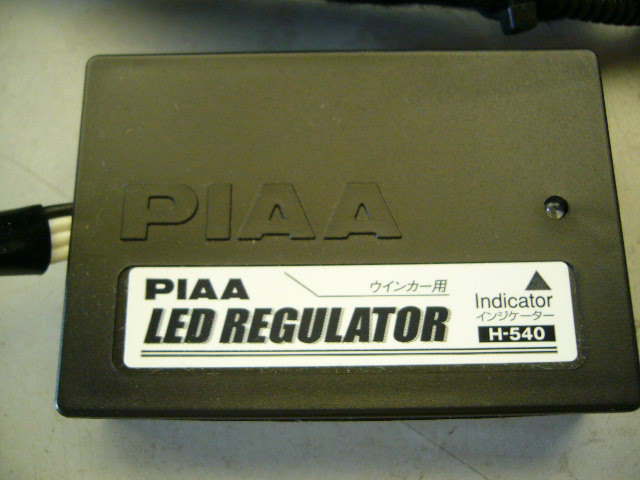 PIAA
PIAA
ウインカー用
LED REGULATOR
Indicator
インジケーター
H-540